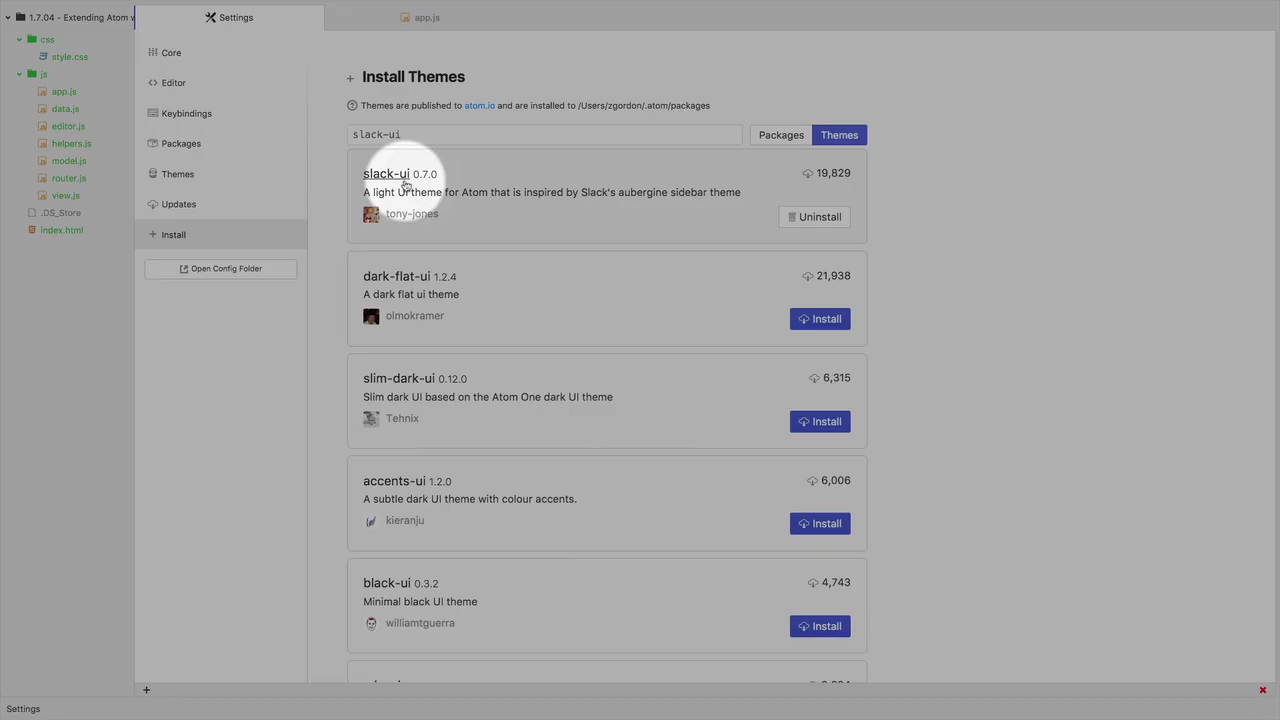 1.7.04 - Extending Atom w
css
style.css
js
app.js
data.js
editor.js
helpers.js
model.js
router.js
view.js
.DS_Store
index.html
Settings
app.js
Core
Editor
Keybindings
Packages
Themes
Updates
Install
Open Config Folder
Install Themes
Themes are published to atom.io and are installed to /Users/zgordon/.atom/packages
slack-ui
Packages
Themes
slack-ui 0.7.0
19,829
A light UI theme for Atom that is inspired by Slack's aubergine sidebar theme
tony-jones
Uninstall
dark-flat-ui 1.2.4
21,938
A dark flat ui theme
olmokramer
Install
slim-dark-ui 0.12.0
6,315
Slim dark UI based on the Atom One dark UI theme
Tehnix
Install
accents-ui 1.2.0
6,006
A subtle dark UI theme with colour accents.
kieranju
Install
black-ui 0.3.2
4,743
Minimal black UI theme
williamtguerra
Install
Settings